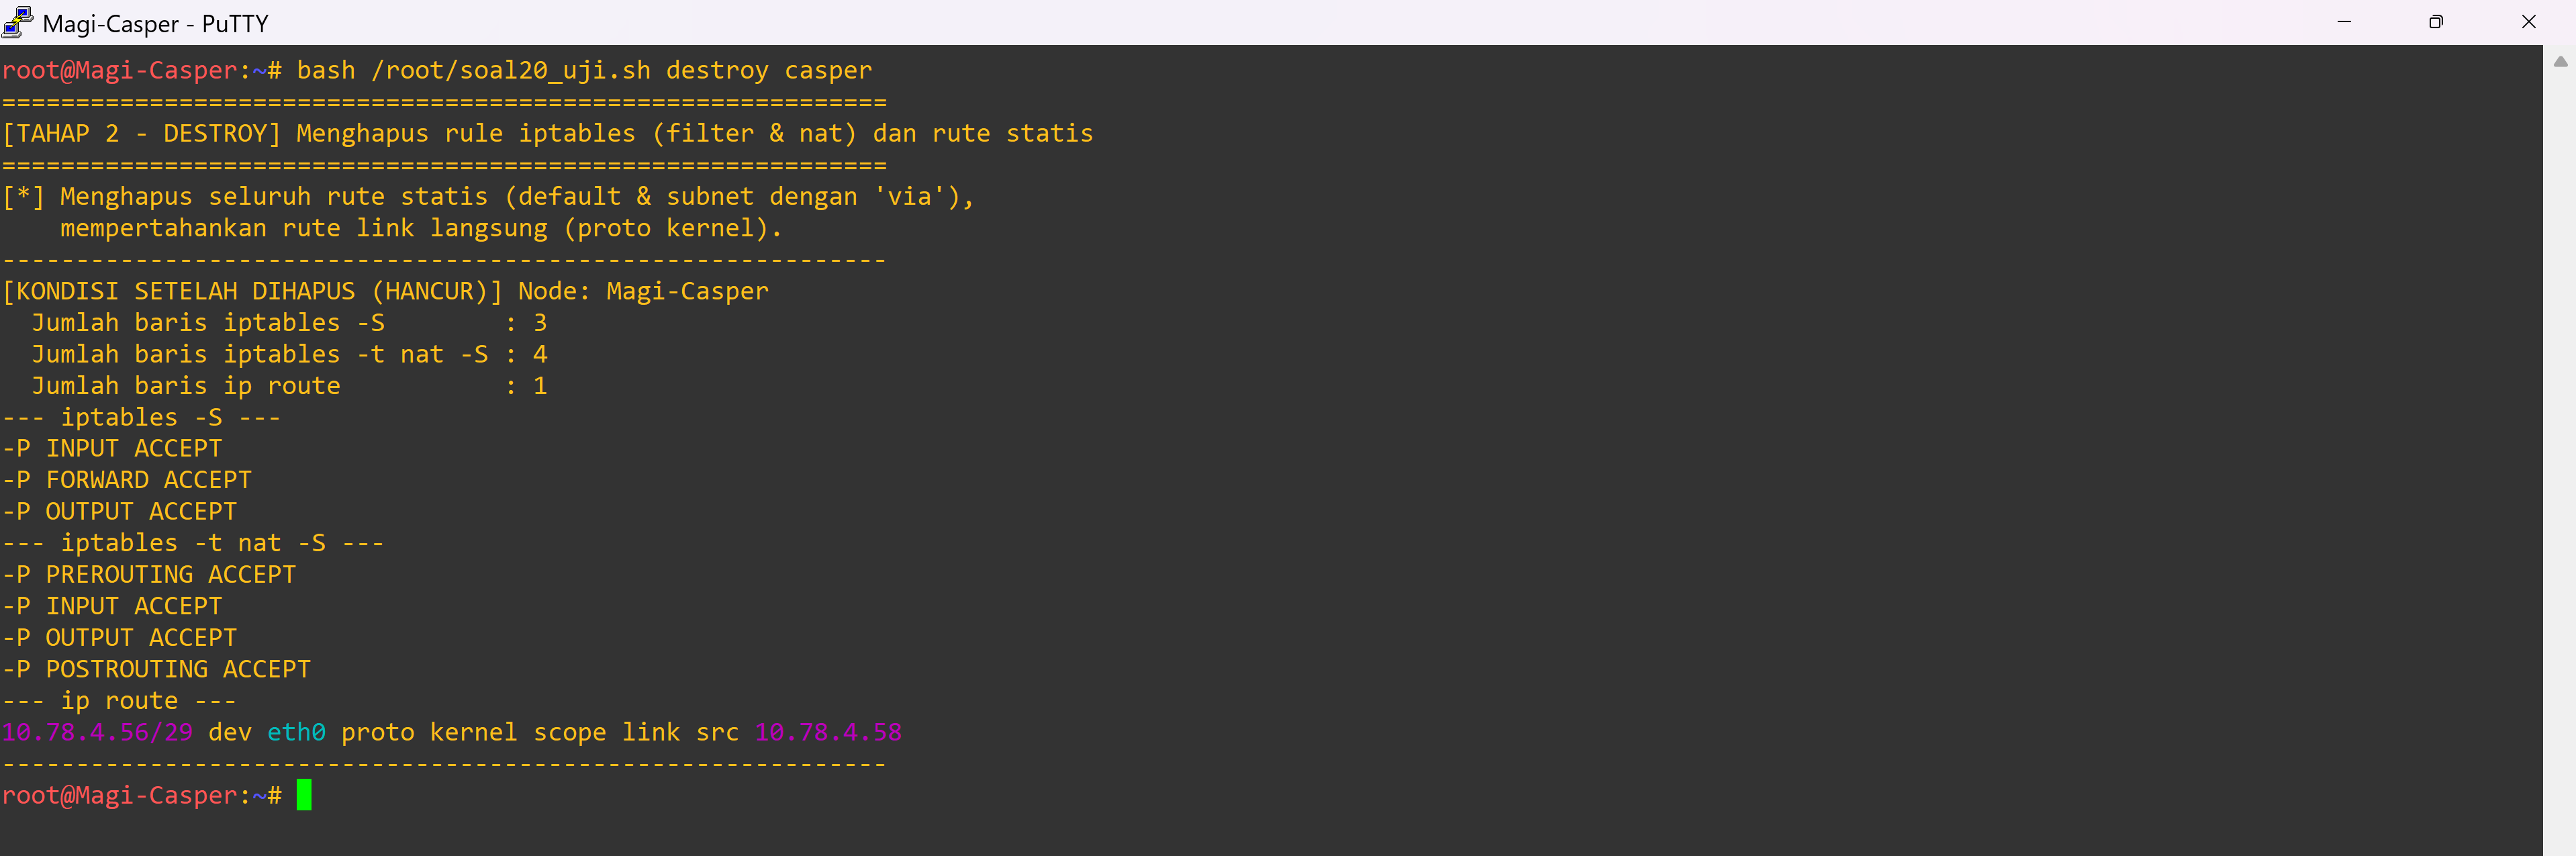 Magi-Casper - PuTTY
root@Magi-Casper:~# bash /root/soal20_uji.sh destroy casper
============================================================
[TAHAP 2 - DESTROY] Menghapus rule iptables (filter & nat) dan rute statis
============================================================
[*] Menghapus seluruh rute statis (default & subnet dengan 'via'),
    mempertahankan rute link langsung (proto kernel).
------------------------------------------------------------
[KONDISI SETELAH DIHAPUS (HANCUR)] Node: Magi-Casper
  Jumlah baris iptables -S        : 3
  Jumlah baris iptables -t nat -S : 4
  Jumlah baris ip route           : 1
--- iptables -S ---
-P INPUT ACCEPT
-P FORWARD ACCEPT
-P OUTPUT ACCEPT
--- iptables -t nat -S ---
-P PREROUTING ACCEPT
-P INPUT ACCEPT
-P OUTPUT ACCEPT
-P POSTROUTING ACCEPT
--- ip route ---
10.78.4.56/29 dev eth0 proto kernel scope link src 10.78.4.58
------------------------------------------------------------
root@Magi-Casper:~#